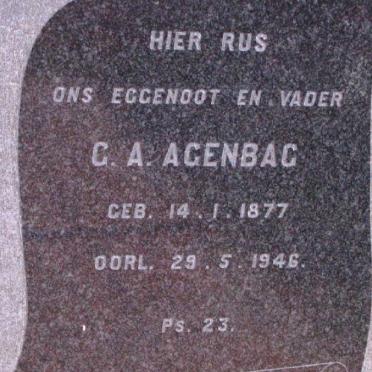 HIER RUS
ONS EGGENOOT EN VADER
G. A. AGENBAG
GEB. 14.1.1877
OORL. 29.5.1946.
PS. 23.